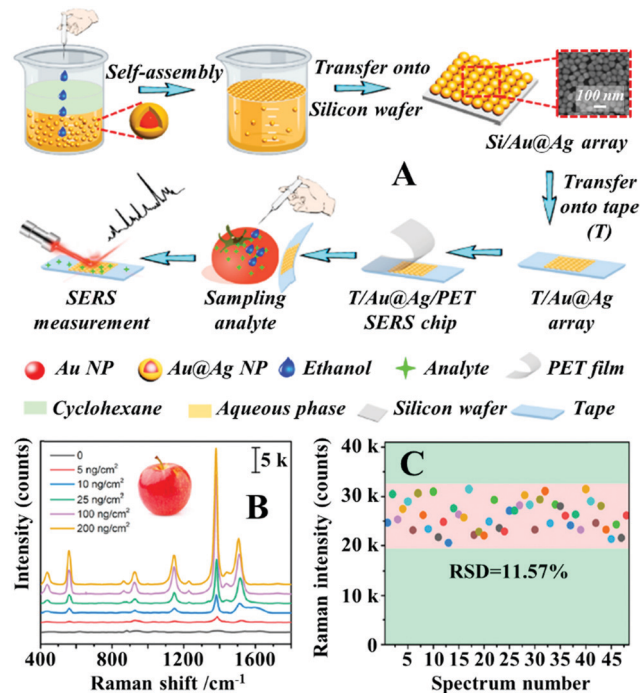 Self-assembly
Transfer onto
Silicon wafer
100 nm
Si/Au@Ag array
A
Transfer
onto tape
(T)
SERS
measurement
Sampling
analyte
T/Au@Ag/PET
SERS chip
T/Au@Ag
array
Au NP
Au@Ag NP
Ethanol
Analyte
PET film
Cyclohexane
Aqueous phase
Silicon wafer
Tape
B
Intensity (counts)
0
5 ng/cm²
10 ng/cm²
25 ng/cm²
100 ng/cm²
200 ng/cm²
5 k
400 800 1200 1600
Raman shift /cm⁻¹
C
Raman intensity (counts)
40 k
30 k
20 k
10 k
0
RSD=11.57%
5 10 15 20 25 30 35 40 45
Spectrum number